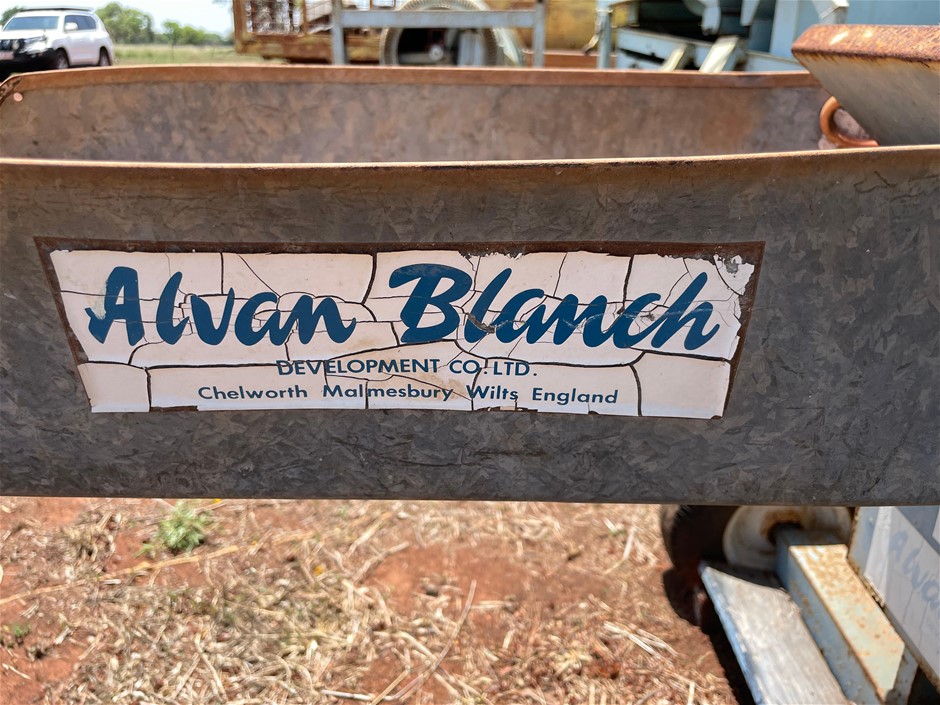 Alvan Blanch
DEVELOPMENT CO. LTD.
Chelworth Malmesbury Wilts England